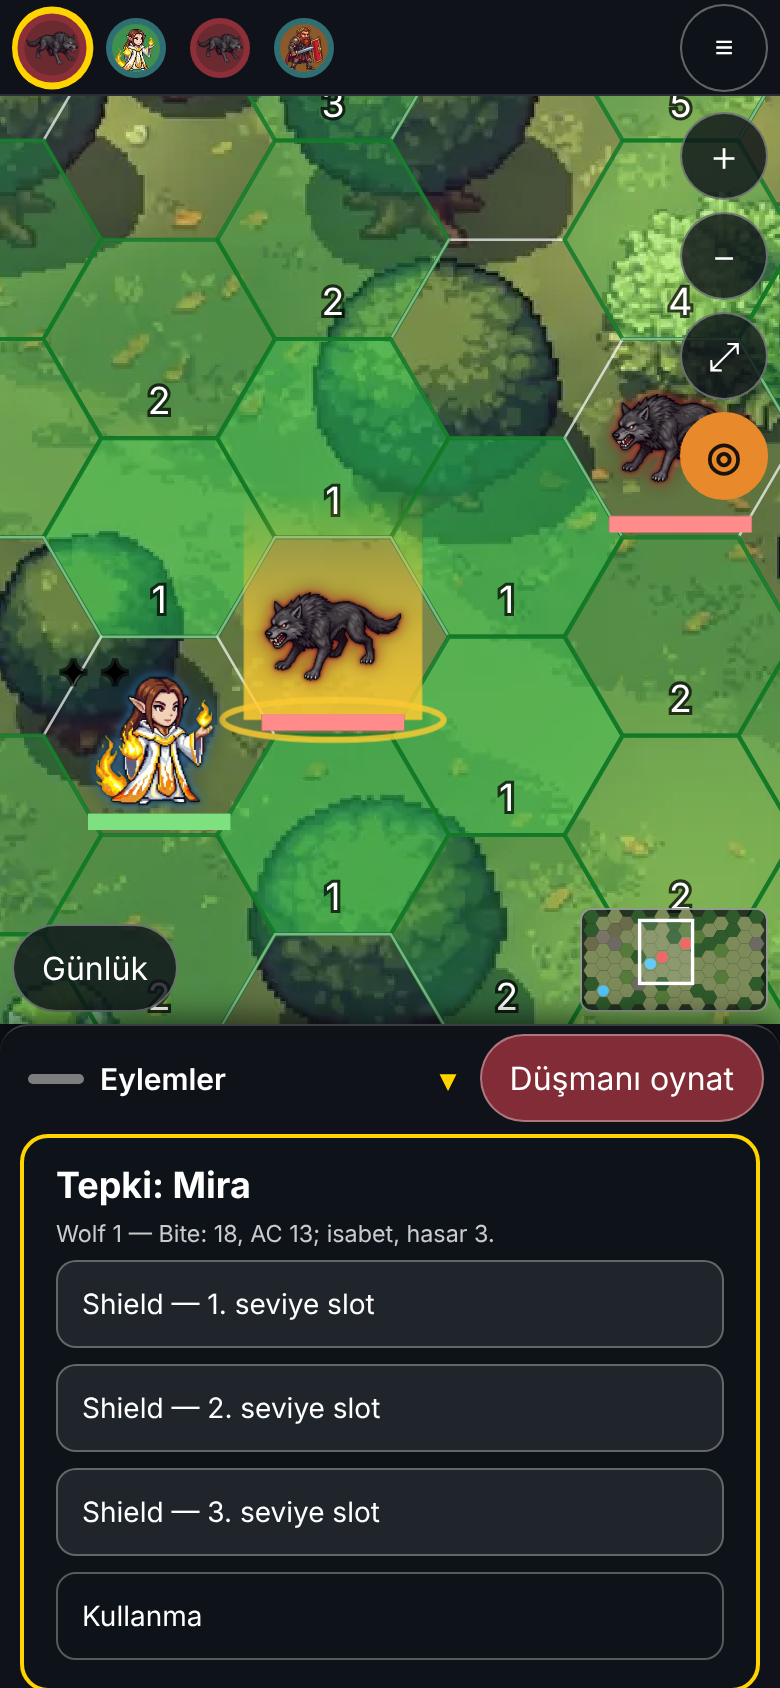 3
5
+
−
2
4
2
1
1
1
2
1
1
2
Günlük
2
2
Eylemler
Düşmanı oynat
Tepki: Mira
Wolf 1 — Bite: 18, AC 13; isabet, hasar 3.
Shield — 1. seviye slot
Shield — 2. seviye slot
Shield — 3. seviye slot
Kullanma